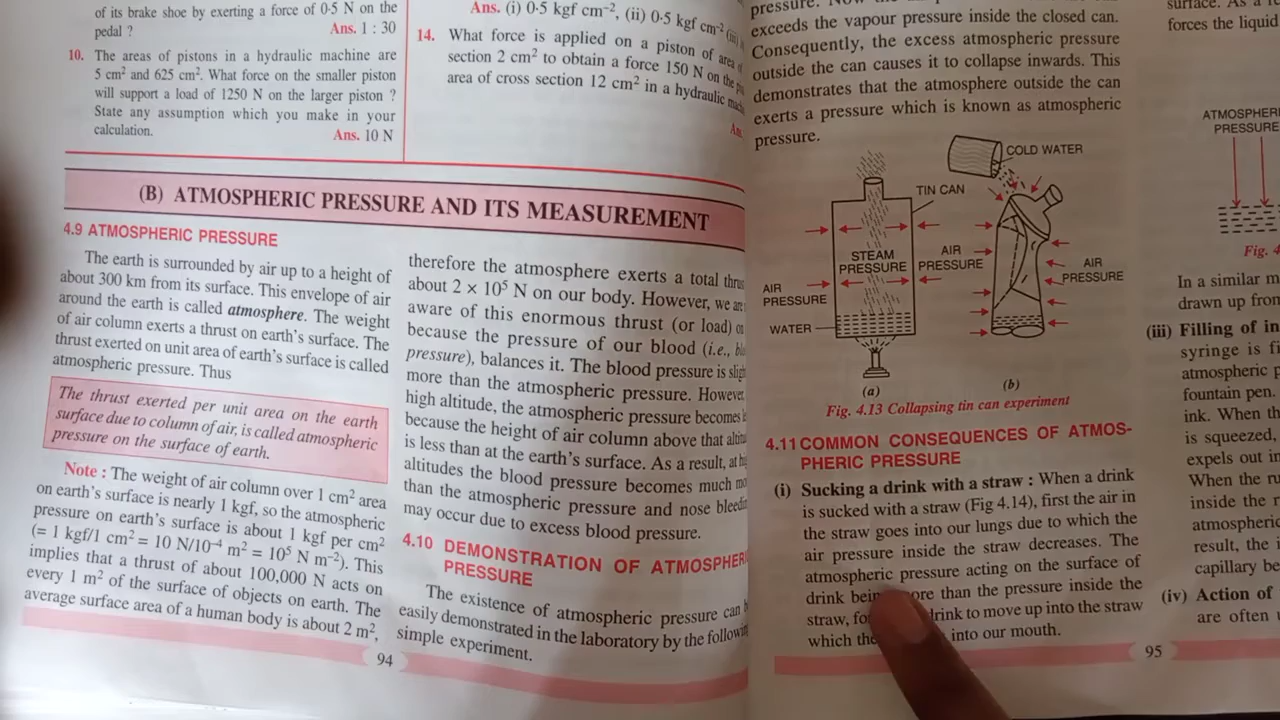 of its brake shoe by exerting a force of 0·5 N on the
pedal ? Ans. 1 : 30
10. The areas of pistons in a hydraulic machine are
5 cm² and 625 cm². What force on the smaller piston
will support a load of 1250 N on the larger piston ?
State any assumption which you make in your
calculation. Ans. 10 N
Ans. (i) 0·5 kgf cm⁻², (ii) 0·5 kgf cm⁻² (iii)
14. What force is applied on a piston of area of
section 2 cm² to obtain a force 150 N on the
area of cross section 12 cm² in a hydraulic
Ans.
(B) ATMOSPHERIC PRESSURE AND ITS MEASUREMENT
4.9 ATMOSPHERIC PRESSURE
The earth is surrounded by air up to a height of
about 300 km from its surface. This envelope of air
around the earth is called atmosphere. The weight
of air column exerts a thrust on earth's surface. The
thrust exerted on unit area of earth's surface is called
atmospheric pressure. Thus
The thrust exerted per unit area on the earth
surface due to column of air, is called atmospheric
pressure on the surface of earth.
Note : The weight of air column over 1 cm² area
on earth's surface is nearly 1 kgf, so the atmospheric
pressure on earth's surface is about 1 kgf per cm²
(= 1 kgf/1 cm² = 10 N/10⁻⁴ m² = 10⁵ N m⁻²). This
implies that a thrust of about 100,000 N acts on
every 1 m² of the surface of objects on earth. The
average surface area of a human body is about 2 m²,
therefore the atmosphere exerts a total
about 2 × 10⁵ N on our body. However, we
aware of this enormous thrust (or load)
because the pressure of our blood (i.e.,
pressure), balances it. The blood pressure is
more than the atmospheric pressure. However
high altitude, the atmospheric pressure becomes
because the height of air column above that
is less than at the earth's surface. As a result, at
altitudes the blood pressure becomes much
than the atmospheric pressure and nose
may occur due to excess blood pressure.
4.10 DEMONSTRATION OF
PRESSURE
The existence of atmospheric pressure can
easily demonstrated in the laboratory by the
simple experiment.
94
pressure.
exceeds the vapour pressure inside the closed can.
Consequently, the excess atmospheric pressure
outside the can causes it to collapse inwards. This
demonstrates that the atmosphere outside the can
exerts a pressure which is known as atmospheric
pressure.
COLD WATER
TIN CAN
STEAM
PRESSURE
AIR
PRESSURE
AIR
PRESSURE
AIR
PRESSURE
WATER
(a)
(b)
Fig. 4.13 Collapsing tin can experiment
4.11 COMMON CONSEQUENCES OF ATMOS-
PHERIC PRESSURE
(i) Sucking a drink with a straw : When a drink
is sucked with a straw (Fig 4.14), first the air in
the straw goes into our lungs due to which the
air pressure inside the straw decreases. The
atmospheric pressure acting on the surface of
drink than the pressure inside the
straw, drink to move up into the straw
which into our mouth.
95
forces the liquid
PRESSURE
Fig.
In a similar
drawn up from
(iii) Filling of
syringe is
atmospheric
fountain pen.
ink. When
is squeezed,
expels out
When the
inside the
atmospheric
result, the
capillary
(iv) Action of
are often